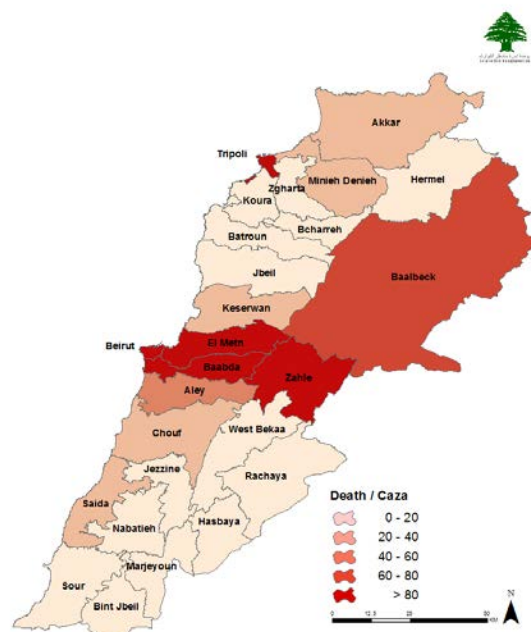 Akkar
Tripoli
Zgharta
Minieh Denieh
Hermel
Koura
Bcharreh
Batroun
Baalbeck
Jbeil
Keserwan
Beirut
El Metn
Baabda
Zahle
Aley
West Bekaa
Chouf
Jezzine
Rachaya
Saida
Nabatieh
Hasbaya
Marjeyoun
Sour
Bint Jbeil
Death / Caza
0 - 20
20 - 40
40 - 60
60 - 80
> 80
N